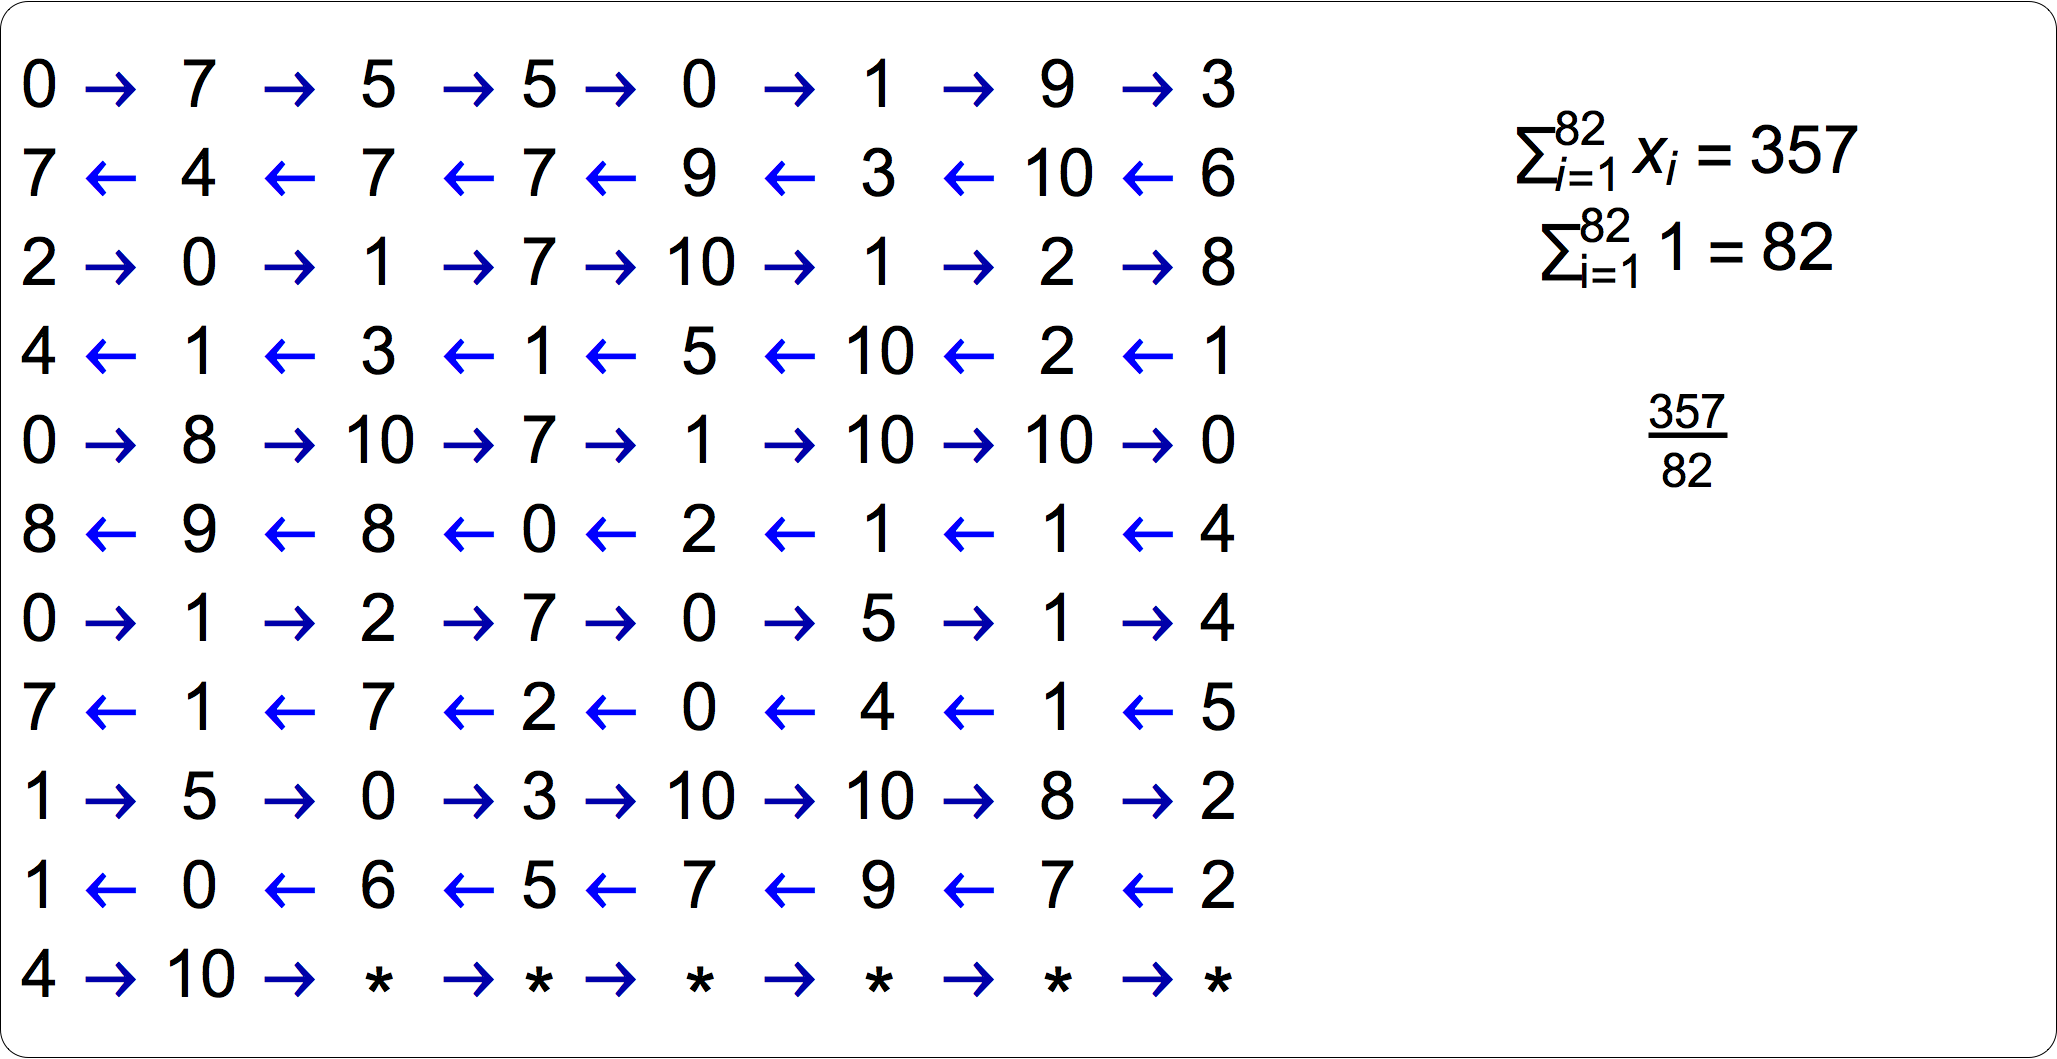 0 → 7 → 5 → 5 → 0 → 1 → 9 → 3
7 ← 4 ← 7 ← 7 ← 9 ← 3 ← 10 ← 6
2 → 0 → 1 → 7 → 10 → 1 → 2 → 8
4 ← 1 ← 3 ← 1 ← 5 ← 10 ← 2 ← 1
0 → 8 → 10 → 7 → 1 → 10 → 10 → 0
8 ← 9 ← 8 ← 0 ← 2 ← 1 ← 1 ← 4
0 → 1 → 2 → 7 → 0 → 5 → 1 → 4
7 ← 1 ← 7 ← 2 ← 0 ← 4 ← 1 ← 5
1 → 5 → 0 → 3 → 10 → 10 → 8 → 2
1 ← 0 ← 6 ← 5 ← 7 ← 9 ← 7 ← 2
4 → 10 → * → * → * → * → * → *
∑_{i=1}^{82} x_i = 357
∑_{i=1}^{82} 1 = 82
357
82